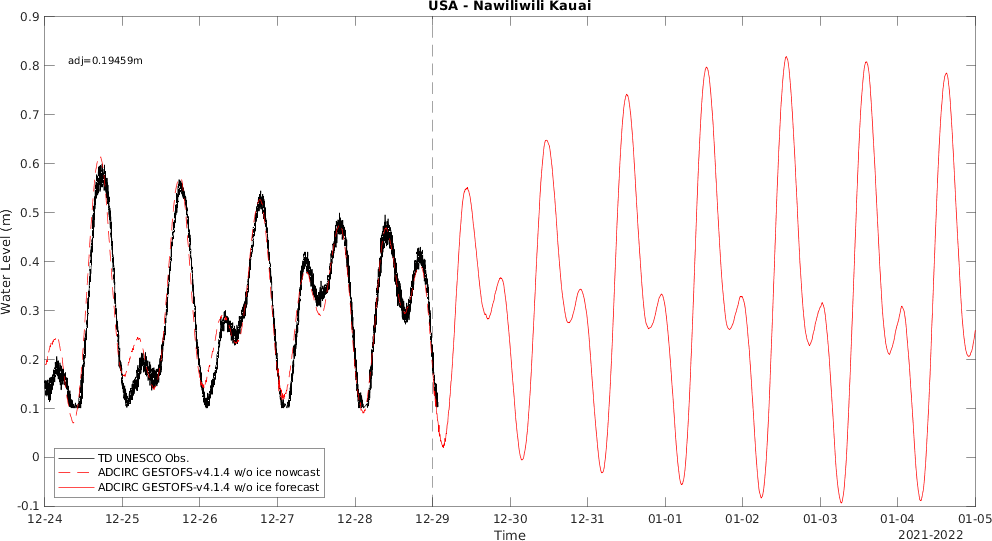 USA - Nawiliwili Kauai
adj=0.19459m
0.9
0.8
0.7
0.6
0.5
0.4
0.3
0.2
0.1
0
-0.1
Water Level (m)
TD UNESCO Obs.
ADCIRC GESTOFS-v4.1.4 w/o ice nowcast
ADCIRC GESTOFS-v4.1.4 w/o ice forecast
12-24 12-25 12-26 12-27 12-28 12-29 12-30 12-31 01-01 01-02 01-03 01-04 01-05
Time
2021-2022